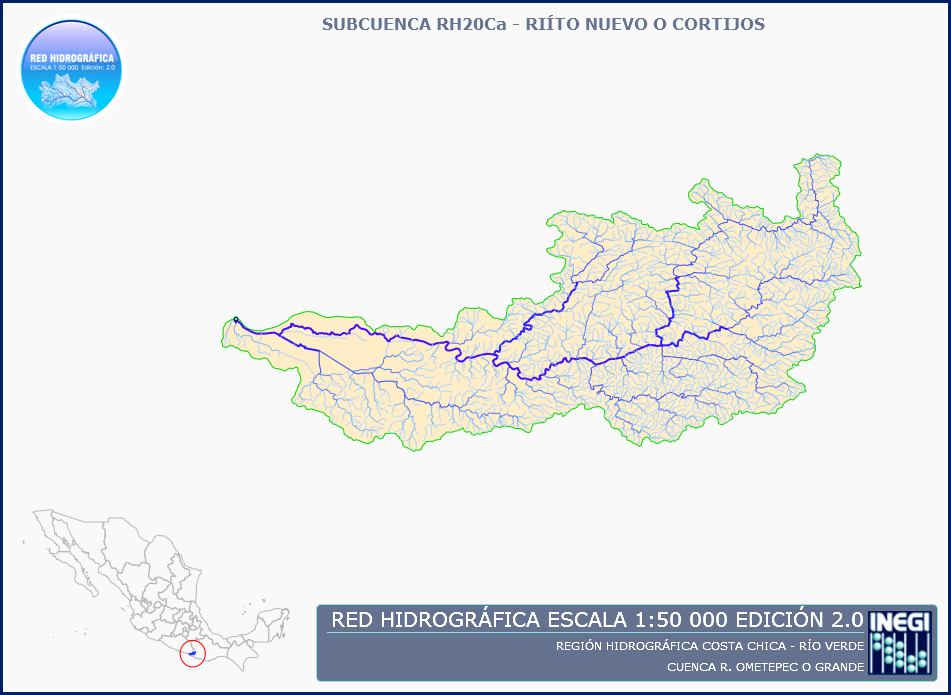 SUBCUENCA RH20Ca - RIÍTO NUEVO O CORTIJOS
RED HIDROGRÁFICA
ESCALA 1:50 000 Edición: 2.0
RED HIDROGRÁFICA ESCALA 1:50 000 EDICIÓN 2.0
REGIÓN HIDROGRÁFICA COSTA CHICA - RÍO VERDE
CUENCA R. OMETEPEC O GRANDE
INEGI